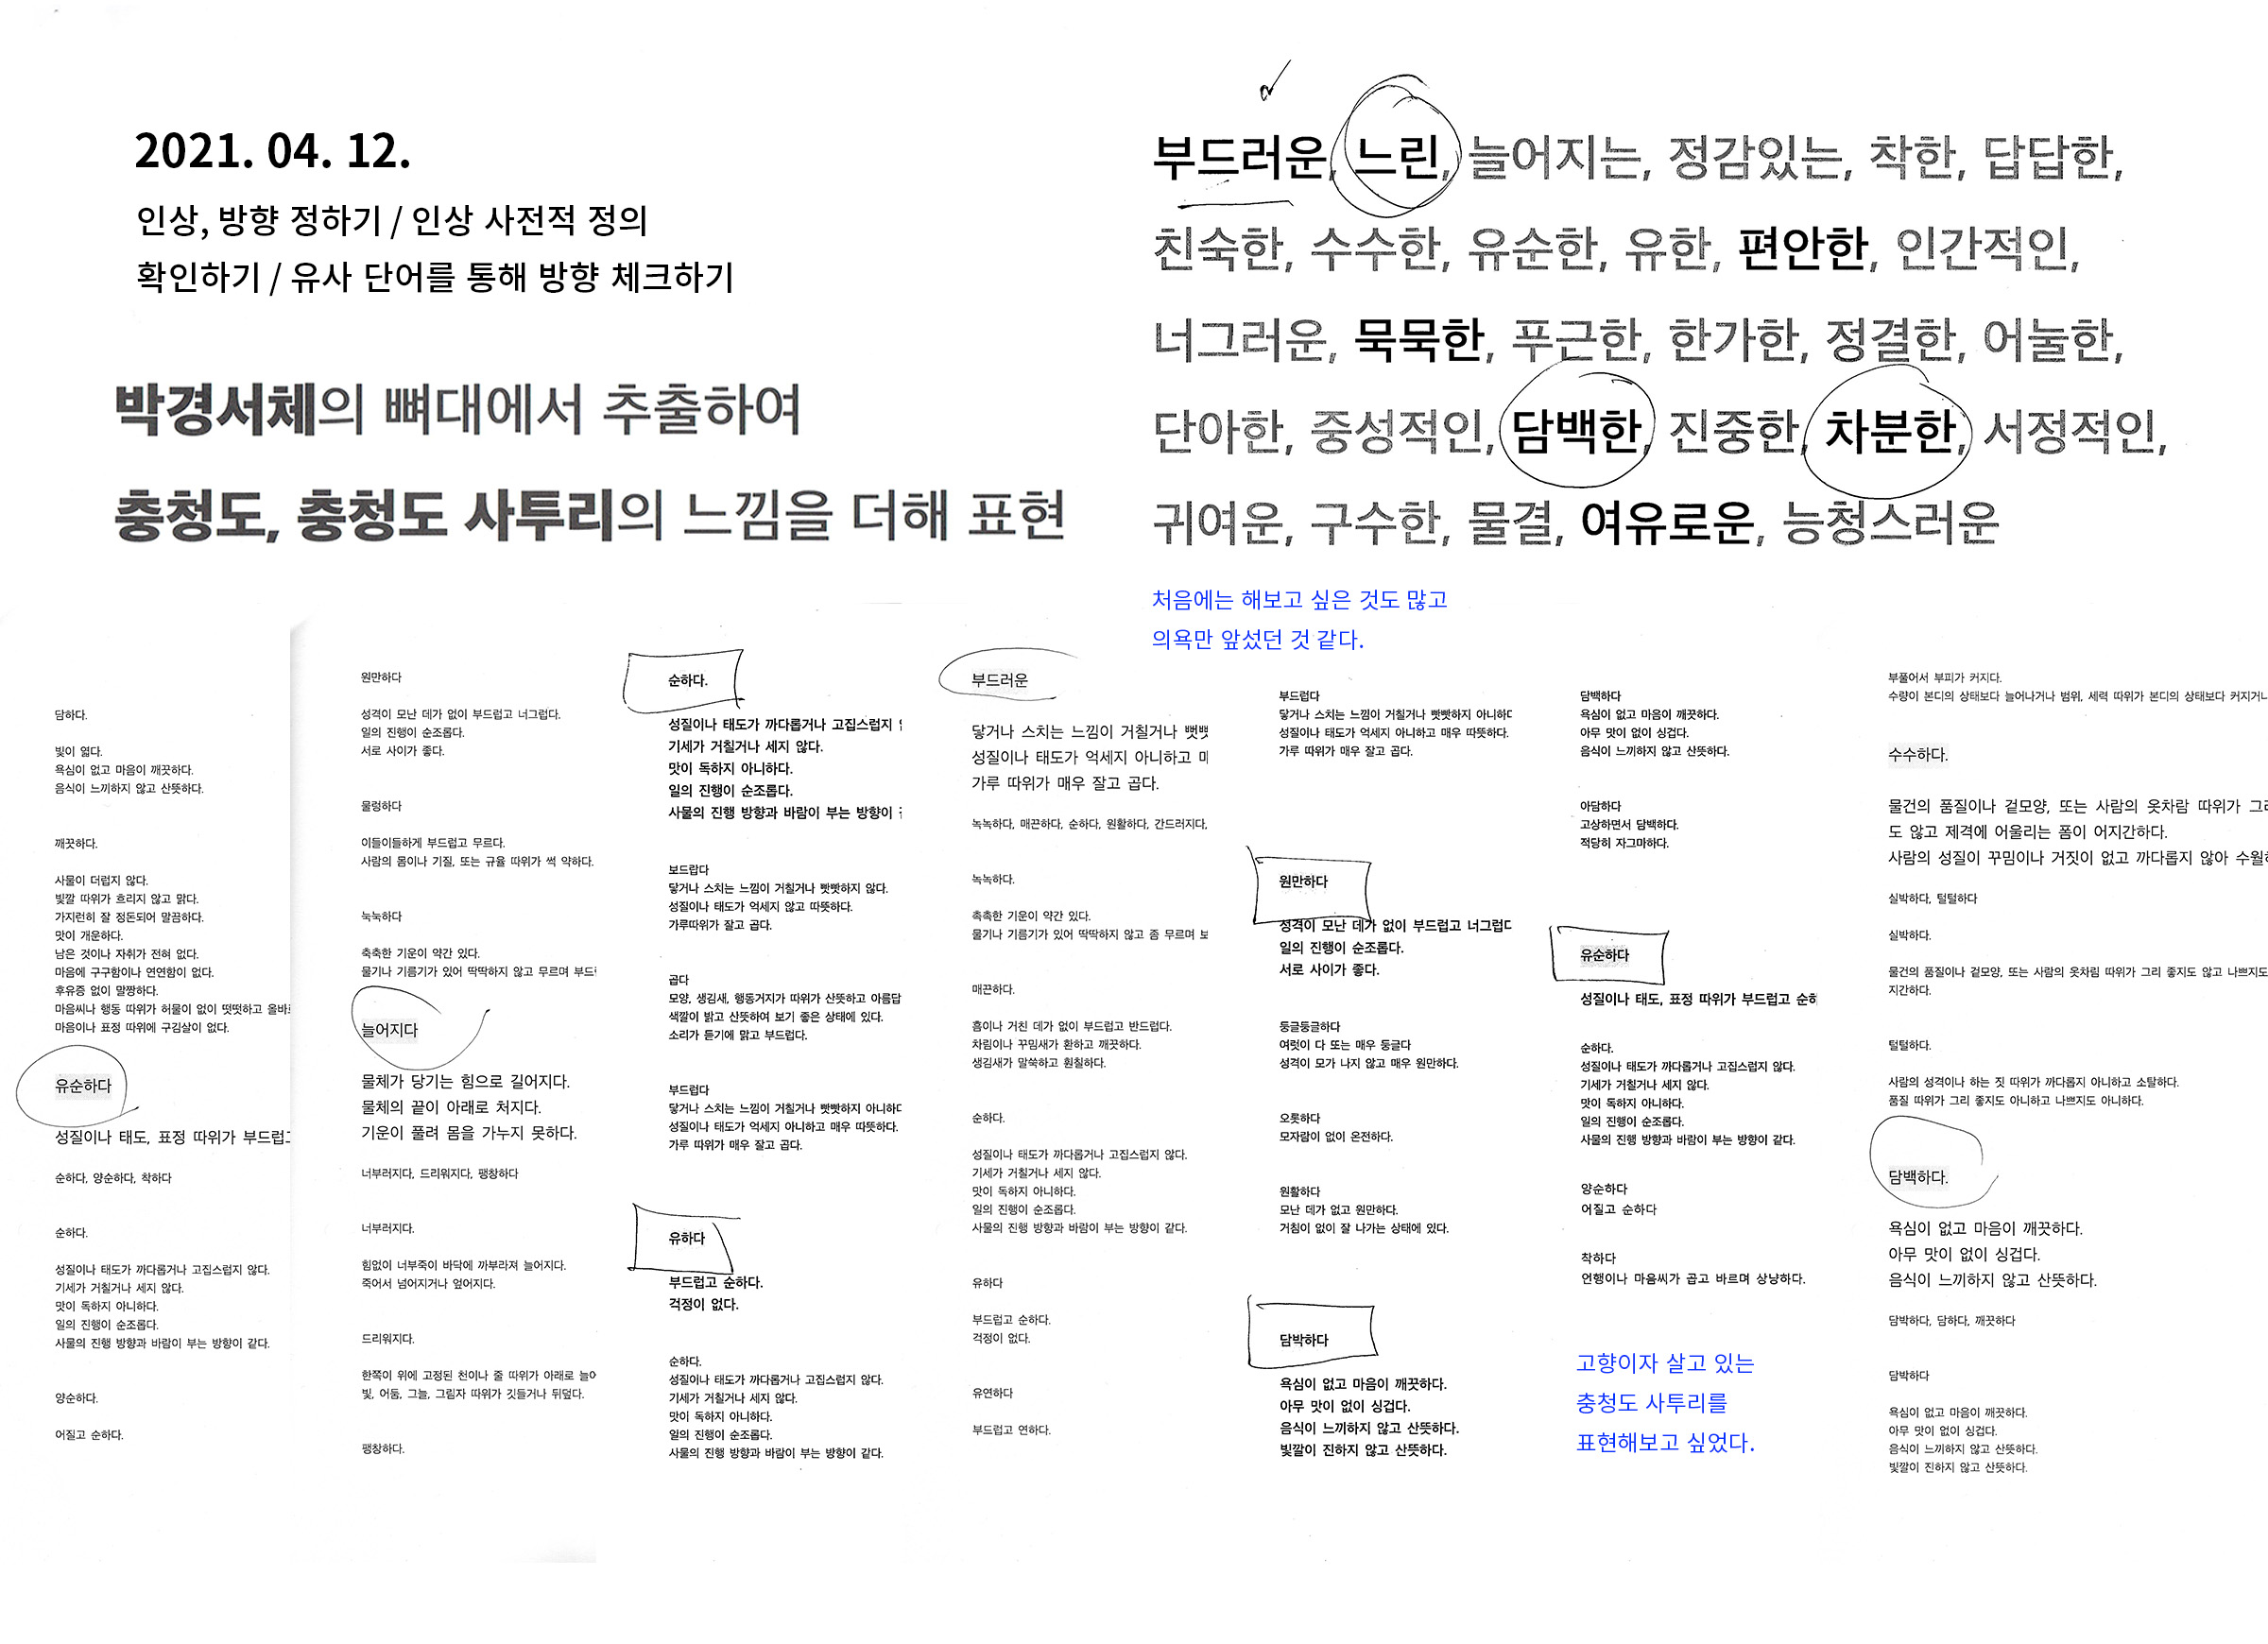 2021. 04. 12.
인상, 방향 정하기 / 인상 사전적 정의
확인하기 / 유사 단어를 통해 방향 체크하기
박경서체의 뼈대에서 추출하여
충청도, 충청도 사투리의 느낌을 더해 표현
부드러운, 느린, 늘어지는, 정감있는, 착한, 답답한,
친숙한, 수수한, 유순한, 유한, 편안한, 인간적인,
너그러운, 묵묵한, 푸근한, 한가한, 정결한, 어눌한,
단아한, 중성적인, 담백한, 진중한, 차분한, 서정적인,
귀여운, 구수한, 물결, 여유로운, 능청스러운
처음에는 해보고 싶은 것도 많고
의욕만 앞섰던 것 같다.
담하다.
빛이 엷다.
욕심이 없고 마음이 깨끗하다.
음식이 느끼하지 않고 산뜻하다.
깨끗하다.
사물이 더럽지 않다.
빛깔 따위가 흐리지 않고 맑다.
가지런히 잘 정돈되어 말끔하다.
맛이 개운하다.
남은 것이나 자취가 전혀 없다.
마음에 구구함이나 연연함이 없다.
후유증 없이 말짱하다.
마음씨나 행동 따위가 허물이 없이 떳떳하고 올바르
마음이나 표정 따위에 구김살이 없다.
유순하다
성질이나 태도, 표정 따위가 부드럽고
순하다, 양순하다, 착하다
순하다.
성질이나 태도가 까다롭거나 고집스럽지 않다.
기세가 거칠거나 세지 않다.
맛이 독하지 아니하다.
일의 진행이 순조롭다.
사물의 진행 방향과 바람이 부는 방향이 같다.
양순하다.
어질고 순하다.
원만하다
성격이 모난 데가 없이 부드럽고 너그럽다.
일의 진행이 순조롭다.
서로 사이가 좋다.
물렁하다
이들이들하게 부드럽고 무르다.
사람의 몸이나 기질, 또는 규율 따위가 썩 약하다.
눅눅하다
축축한 기운이 약간 있다.
물기나 기름기가 있어 딱딱하지 않고 무르며 부드
늘어지다
물체가 당기는 힘으로 길어지다.
물체의 끝이 아래로 처지다.
기운이 풀려 몸을 가누지 못하다.
너부러지다, 드리워지다, 팽창하다
너부러지다.
힘없이 너부죽이 바닥에 까부라져 늘어지다.
죽어서 넘어지거나 엎어지다.
드리워지다.
한쪽이 위에 고정된 천이나 줄 따위가 아래로 늘어
빛, 어둠, 그늘, 그림자 따위가 깃들거나 뒤덮다.
팽창하다.
순하다.
성질이나 태도가 까다롭거나 고집스럽지
기세가 거칠거나 세지 않다.
맛이 독하지 아니하다.
일의 진행이 순조롭다.
사물의 진행 방향과 바람이 부는 방향이
보드랍다
닿거나 스치는 느낌이 거칠거나 빳빳하지 않다.
성질이나 태도가 억세지 않고 따뜻하다.
가루따위가 잘고 곱다.
곱다
모양, 생김새, 행동거지가 따위가 산뜻하고 아름답
색깔이 밝고 산뜻하여 보기 좋은 상태에 있다.
소리가 듣기에 맑고 부드럽다.
부드럽다
닿거나 스치는 느낌이 거칠거나 빳빳하지 아니하다
성질이나 태도가 억세지 아니하고 매우 따뜻하다.
가루 따위가 매우 잘고 곱다.
유하다
부드럽고 순하다.
걱정이 없다.
순하다.
성질이나 태도가 까다롭거나 고집스럽지 않다.
기세가 거칠거나 세지 않다.
맛이 독하지 아니하다.
일의 진행이 순조롭다.
사물의 진행 방향과 바람이 부는 방향이 같다.
부드러운
닿거나 스치는 느낌이 거칠거나 뻣뻣
성질이나 태도가 억세지 아니하고 매
가루 따위가 매우 잘고 곱다.
녹녹하다, 매끈하다, 순하다, 원활하다, 간드러지다,
녹녹하다.
촉촉한 기운이 약간 있다.
물기나 기름기가 있어 딱딱하지 않고 좀 무르며 보
매끈하다.
흠이나 거친 데가 없이 부드럽고 반드럽다.
차림이나 꾸밈새가 환하고 깨끗하다.
생김새가 말쑥하고 훤칠하다.
순하다.
성질이나 태도가 까다롭거나 고집스럽지 않다.
기세가 거칠거나 세지 않다.
맛이 독하지 아니하다.
일의 진행이 순조롭다.
사물의 진행 방향과 바람이 부는 방향이 같다.
유하다
부드럽고 순하다.
걱정이 없다.
유연하다
부드럽고 연하다.
부드럽다
닿거나 스치는 느낌이 거칠거나 빳빳하지 아니하다
성질이나 태도가 억세지 아니하고 매우 따뜻하다.
가루 따위가 매우 잘고 곱다.
원만하다
성격이 모난 데가 없이 부드럽고 너그럽다
일의 진행이 순조롭다.
서로 사이가 좋다.
둥글둥글하다
여럿이 다 또는 매우 둥글다
성격이 모가 나지 않고 매우 원만하다.
오롯하다
모자람이 없이 온전하다.
원활하다
모난 데가 없고 원만하다.
거침이 없이 잘 나가는 상태에 있다.
담박하다
욕심이 없고 마음이 깨끗하다.
아무 맛이 없이 싱겁다.
음식이 느끼하지 않고 산뜻하다.
빛깔이 진하지 않고 산뜻하다.
담백하다
욕심이 없고 마음이 깨끗하다.
아무 맛이 없이 싱겁다.
음식이 느끼하지 않고 산뜻하다.
아담하다
고상하면서 담백하다.
적당히 자그마하다.
유순하다
성질이나 태도, 표정 따위가 부드럽고 순하
순하다.
성질이나 태도가 까다롭거나 고집스럽지 않다.
기세가 거칠거나 세지 않다.
맛이 독하지 아니하다.
일의 진행이 순조롭다.
사물의 진행 방향과 바람이 부는 방향이 같다.
양순하다
어질고 순하다
착하다
언행이나 마음씨가 곱고 바르며 상냥하다.
고향이자 살고 있는
충청도 사투리를
표현해보고 싶었다.
부풀어서 부피가 커지다.
수량이 본디의 상태보다 늘어나거나 범위, 세력 따위가 본디의 상태보다 커지거나
수수하다.
물건의 품질이나 겉모양, 또는 사람의 옷차람 따위가 그리
도 않고 제격에 어울리는 품이 어지간하다.
사람의 성질이 꾸밈이나 거짓이 없고 까다롭지 않아 수월하
실박하다, 털털하다
실박하다.
물건의 품질이나 겉모양, 또는 사람의 옷차림 따위가 그리 좋지도 않고 나쁘지도
지간하다.
털털하다.
사람의 성격이나 하는 짓 따위가 까다롭지 아니하고 소탈하다.
품질 따위가 그리 좋지도 아니하고 나쁘지도 아니하다.
담백하다.
욕심이 없고 마음이 깨끗하다.
아무 맛이 없이 싱겁다.
음식이 느끼하지 않고 산뜻하다.
담박하다, 담하다, 깨끗하다
담박하다
욕심이 없고 마음이 깨끗하다.
아무 맛이 없이 싱겁다.
음식이 느끼하지 않고 산뜻하다.
빛깔이 진하지 않고 산뜻하다.